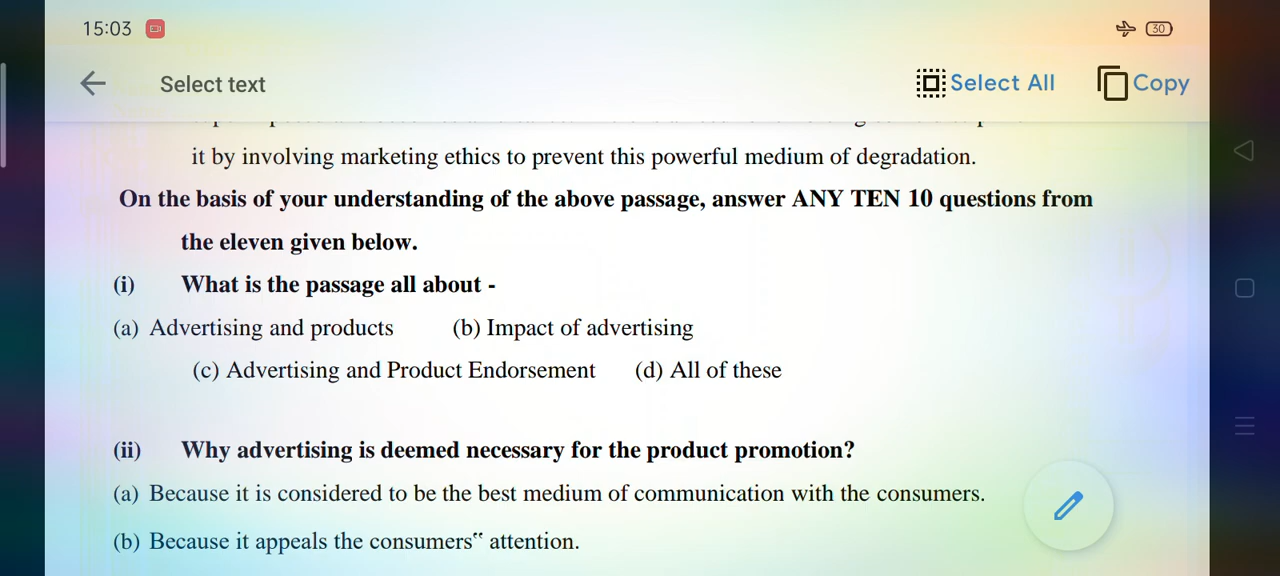 15:03
30
Select text
Select All
Copy
it by involving marketing ethics to prevent this powerful medium of degradation.
On the basis of your understanding of the above passage, answer ANY TEN 10 questions from
the eleven given below.
(i) What is the passage all about -
(a) Advertising and products (b) Impact of advertising
(c) Advertising and Product Endorsement (d) All of these
(ii) Why advertising is deemed necessary for the product promotion?
(a) Because it is considered to be the best medium of communication with the consumers.
(b) Because it appeals the consumers‟ attention.